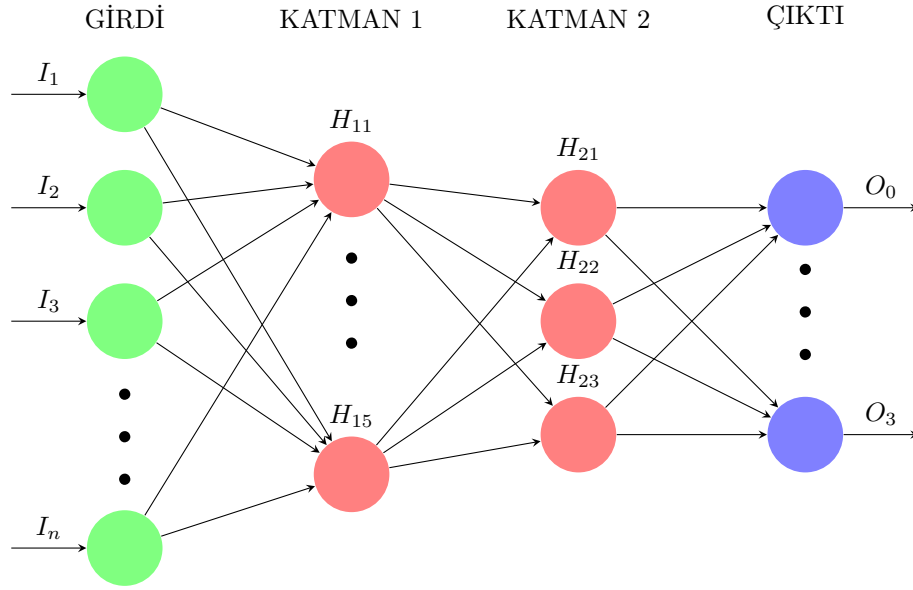 GİRDİ
KATMAN 1
KATMAN 2
ÇIKTI
I₁
I₂
I₃
Iₙ
H₁₁
H₁₅
H₂₁
H₂₂
H₂₃
O₀
O₃